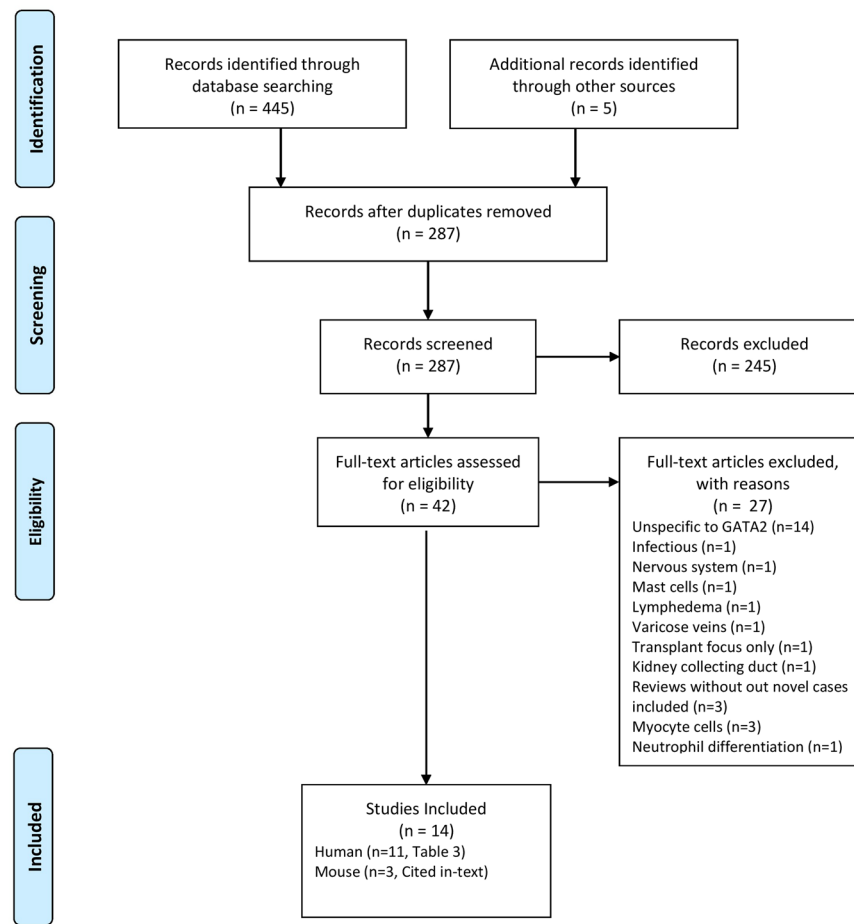 Identification
Records identified through
database searching
(n = 445)
Additional records identified
through other sources
(n = 5)
Records after duplicates removed
(n = 287)
Screening
Records screened
(n = 287)
Records excluded
(n = 245)
Eligibility
Full-text articles assessed
for eligibility
(n = 42)
Full-text articles excluded,
with reasons
(n = 27)
Unspecific to GATA2 (n=14)
Infectious (n=1)
Nervous system (n=1)
Mast cells (n=1)
Lymphedema (n=1)
Varicose veins (n=1)
Transplant focus only (n=1)
Kidney collecting duct (n=1)
Reviews without out novel cases
included (n=3)
Myocyte cells (n=3)
Neutrophil differentiation (n=1)
Included
Studies Included
(n = 14)
Human (n=11, Table 3)
Mouse (n=3, Cited in-text)